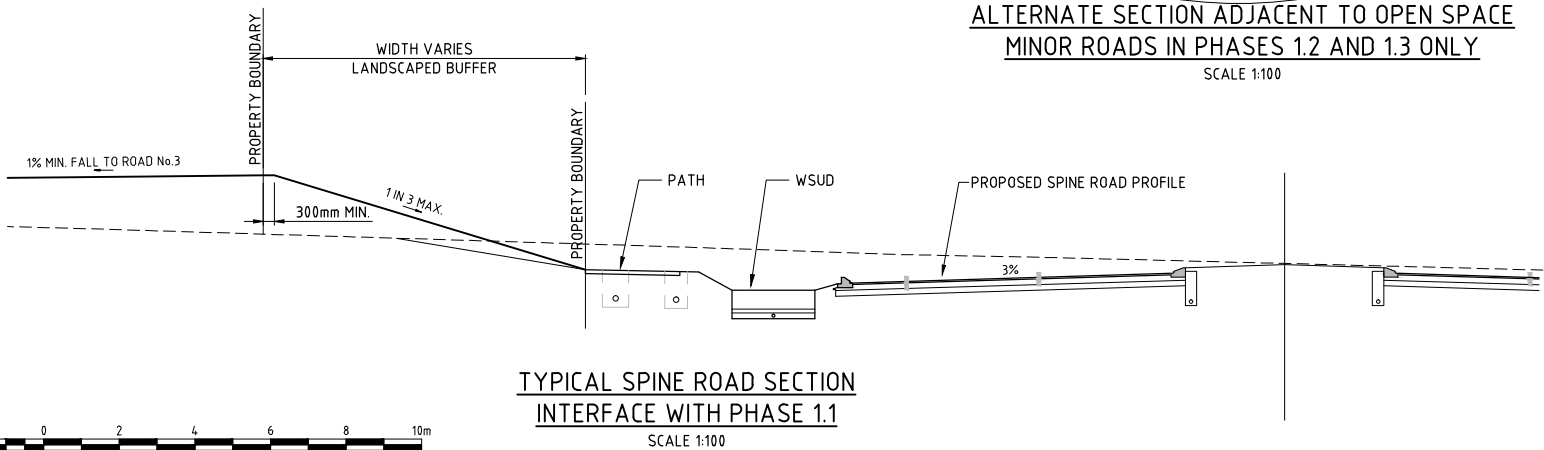 ALTERNATE SECTION ADJACENT TO OPEN SPACE
MINOR ROADS IN PHASES 1.2 AND 1.3 ONLY
SCALE 1:100
PROPERTY BOUNDARY
WIDTH VARIES
LANDSCAPED BUFFER
PROPERTY BOUNDARY
1% MIN. FALL TO ROAD No.3
1 IN 3 MAX.
300mm MIN.
PATH
WSUD
PROPOSED SPINE ROAD PROFILE
3%
TYPICAL SPINE ROAD SECTION
INTERFACE WITH PHASE 1.1
SCALE 1:100
0 2 4 6 8 10m